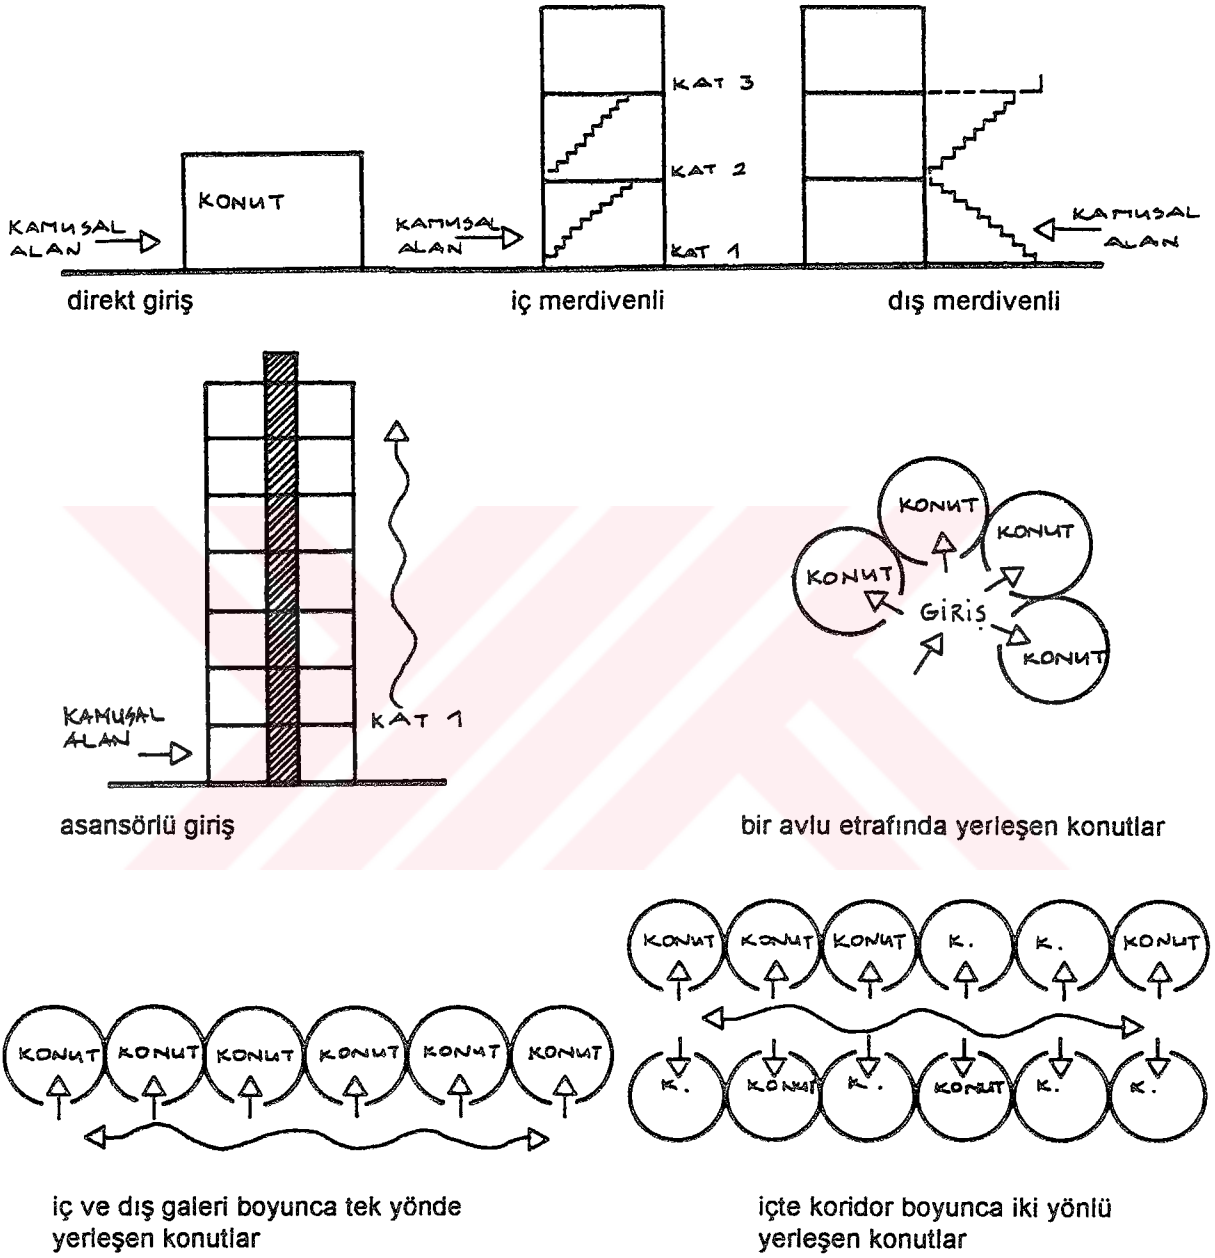 KAT 3
KAT 2
KONUT
KAMUSAL
ALAN
KAMUSAL
ALAN
KAT 1
KAMUSAL
ALAN
direkt giriş
iç merdivenli
dış merdivenli
KONUT
KONUT
KONUT
GİRİŞ
KONUT
KAMUSAL
ALAN
KAT 1
asansörlü giriş
bir avlu etrafında yerleşen konutlar
KONUT KONUT KONUT K. K. KONUT
KONUT KONUT KONUT KONUT KONUT KONUT
K. KONUT K. KONUT K. K.
iç ve dış galeri boyunca tek yönde
yerleşen konutlar
içte koridor boyunca iki yönlü
yerleşen konutlar